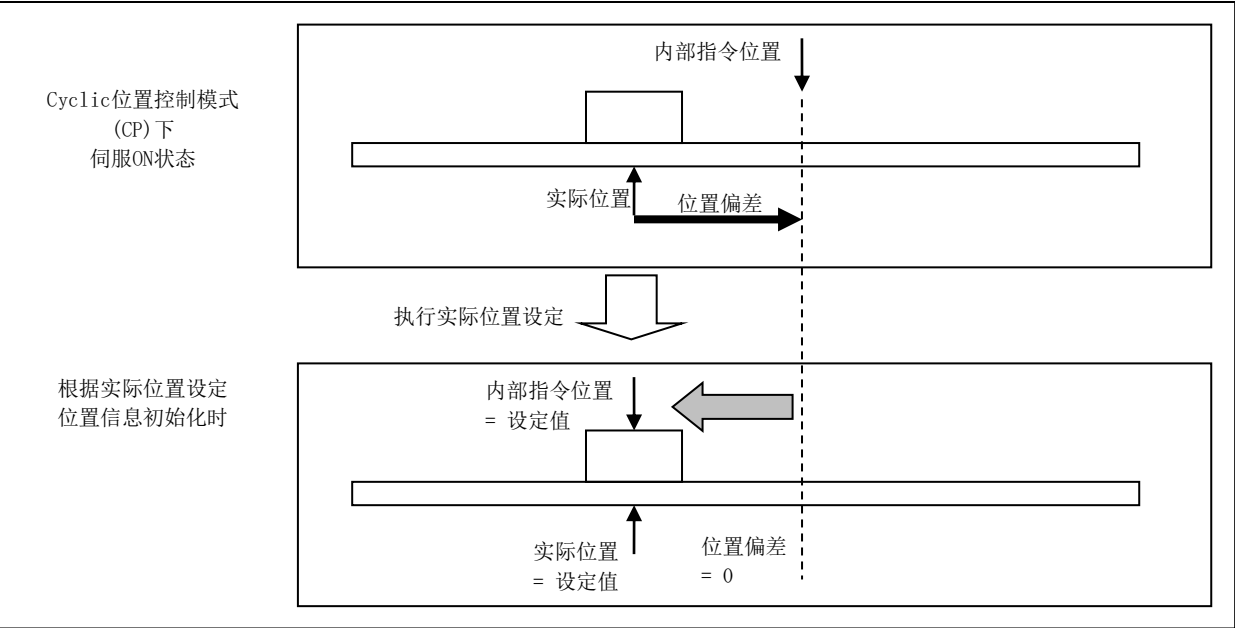 内部指令位置
Cyclic位置控制模式
(CP)下
伺服ON状态
实际位置
位置偏差
执行实际位置设定
根据实际位置设定
位置信息初始化时
内部指令位置
= 设定值
实际位置
= 设定值
位置偏差
= 0